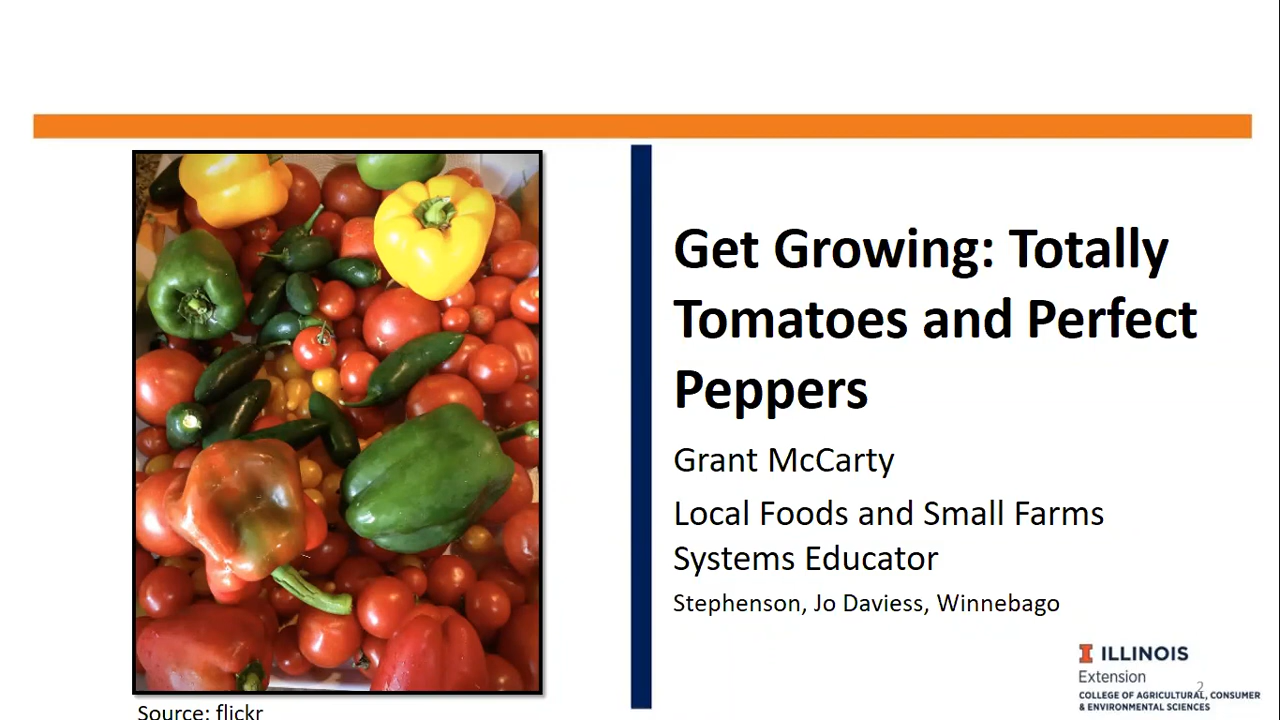 Get Growing: Totally
Tomatoes and Perfect
Peppers
Grant McCarty
Local Foods and Small Farms
Systems Educator
Stephenson, Jo Daviess, Winnebago
I ILLINOIS
Extension
2
COLLEGE OF AGRICULTURAL, CONSUMER
& ENVIRONMENTAL SCIENCES
Source: flickr